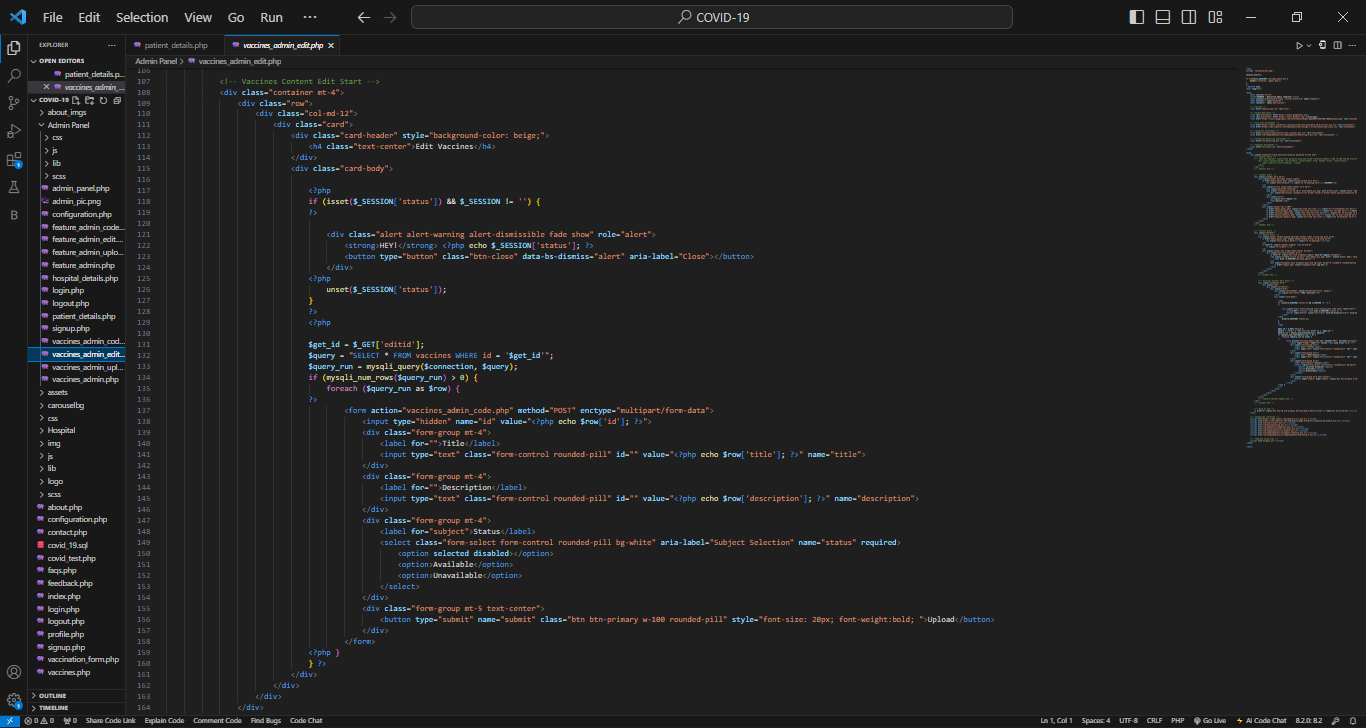 File Edit Selection View Go Run ··· COVID-19
EXPLORER ···
OPEN EDITORS
patient_details.p...
vaccines_admin_...
COVID-19
about_imgs
Admin Panel
css
js
lib
scss
admin_panel.php
admin_pic.png
configuration.php
feature_admin_code...
feature_admin_edit....
feature_admin_uplo...
feature_admin.php
hospital_details.php
login.php
logout.php
patient_details.php
signup.php
vaccines_admin_cod...
vaccines_admin_edit...
vaccines_admin_upl...
vaccines_admin.php
assets
carouselbg
css
Hospital
img
js
lib
logo
scss
about.php
configuration.php
contact.php
covid_19.sql
covid_test.php
faqs.php
feedback.php
index.php
login.php
logout.php
profile.php
signup.php
vaccination_form.php
vaccines.php
OUTLINE
TIMELINE
patient_details.php vaccines_admin_edit.php
Admin Panel > vaccines_admin_edit.php
106
107 <!-- Vaccines Content Edit Start -->
108 <div class="container mt-4">
109 <div class="row">
110 <div class="col-md-12">
111 <div class="card">
112 <div class="card-header" style="background-color: beige;">
113 <h4 class="text-center">Edit Vaccines</h4>
114 </div>
115 <div class="card-body">
116
117 <?php
118 if (isset($_SESSION['status']) && $_SESSION != '') {
119 ?>
120
121 <div class="alert alert-warning alert-dismissible fade show" role="alert">
122 <strong>HEY!</strong> <?php echo $_SESSION['status']; ?>
123 <button type="button" class="btn-close" data-bs-dismiss="alert" aria-label="Close"></button>
124 </div>
125 <?php
126 unset($_SESSION['status']);
127 }
128 ?>
129 <?php
130
131 $get_id = $_GET['editid'];
132 $query = "SELECT * FROM vaccines WHERE id = '$get_id'";
133 $query_run = mysqli_query($connection, $query);
134 if (mysqli_num_rows($query_run) > 0) {
135 foreach ($query_run as $row) {
136 ?>
137 <form action="vaccines_admin_code.php" method="POST" enctype="multipart/form-data">
138 <input type="hidden" name="id" value="<?php echo $row['id']; ?>">
139 <div class="form-group mt-4">
140 <label for="">Title</label>
141 <input type="text" class="form-control rounded-pill" id="" value="<?php echo $row['title']; ?>" name="title">
142 </div>
143 <div class="form-group mt-4">
144 <label for="">Description</label>
145 <input type="text" class="form-control rounded-pill" id="" value="<?php echo $row['description']; ?>" name="description">
146 </div>
147 <div class="form-group mt-4">
148 <label for="subject">Status</label>
149 <select class="form-select form-control rounded-pill bg-white" aria-label="Subject Selection" name="status" required>
150 <option selected disabled></option>
151 <option>Available</option>
152 <option>Unavailable</option>
153 </select>
154 </div>
155 <div class="form-group mt-5 text-center">
156 <button type="submit" name="submit" class="btn btn-primary w-100 rounded-pill" style="font-size: 20px; font-weight:bold; ">Upload</button>
157 </div>
158 </form>
159 <?php }
160 } ?>
161 </div>
162 </div>
163 </div>
164 </div>
0 0 0 Share Code Link Explain Code Comment Code Find Bugs Code Chat Ln 1, Col 1 Spaces: 4 UTF-8 CRLF PHP Go Live AI Code Chat 8.2.0: 8.2